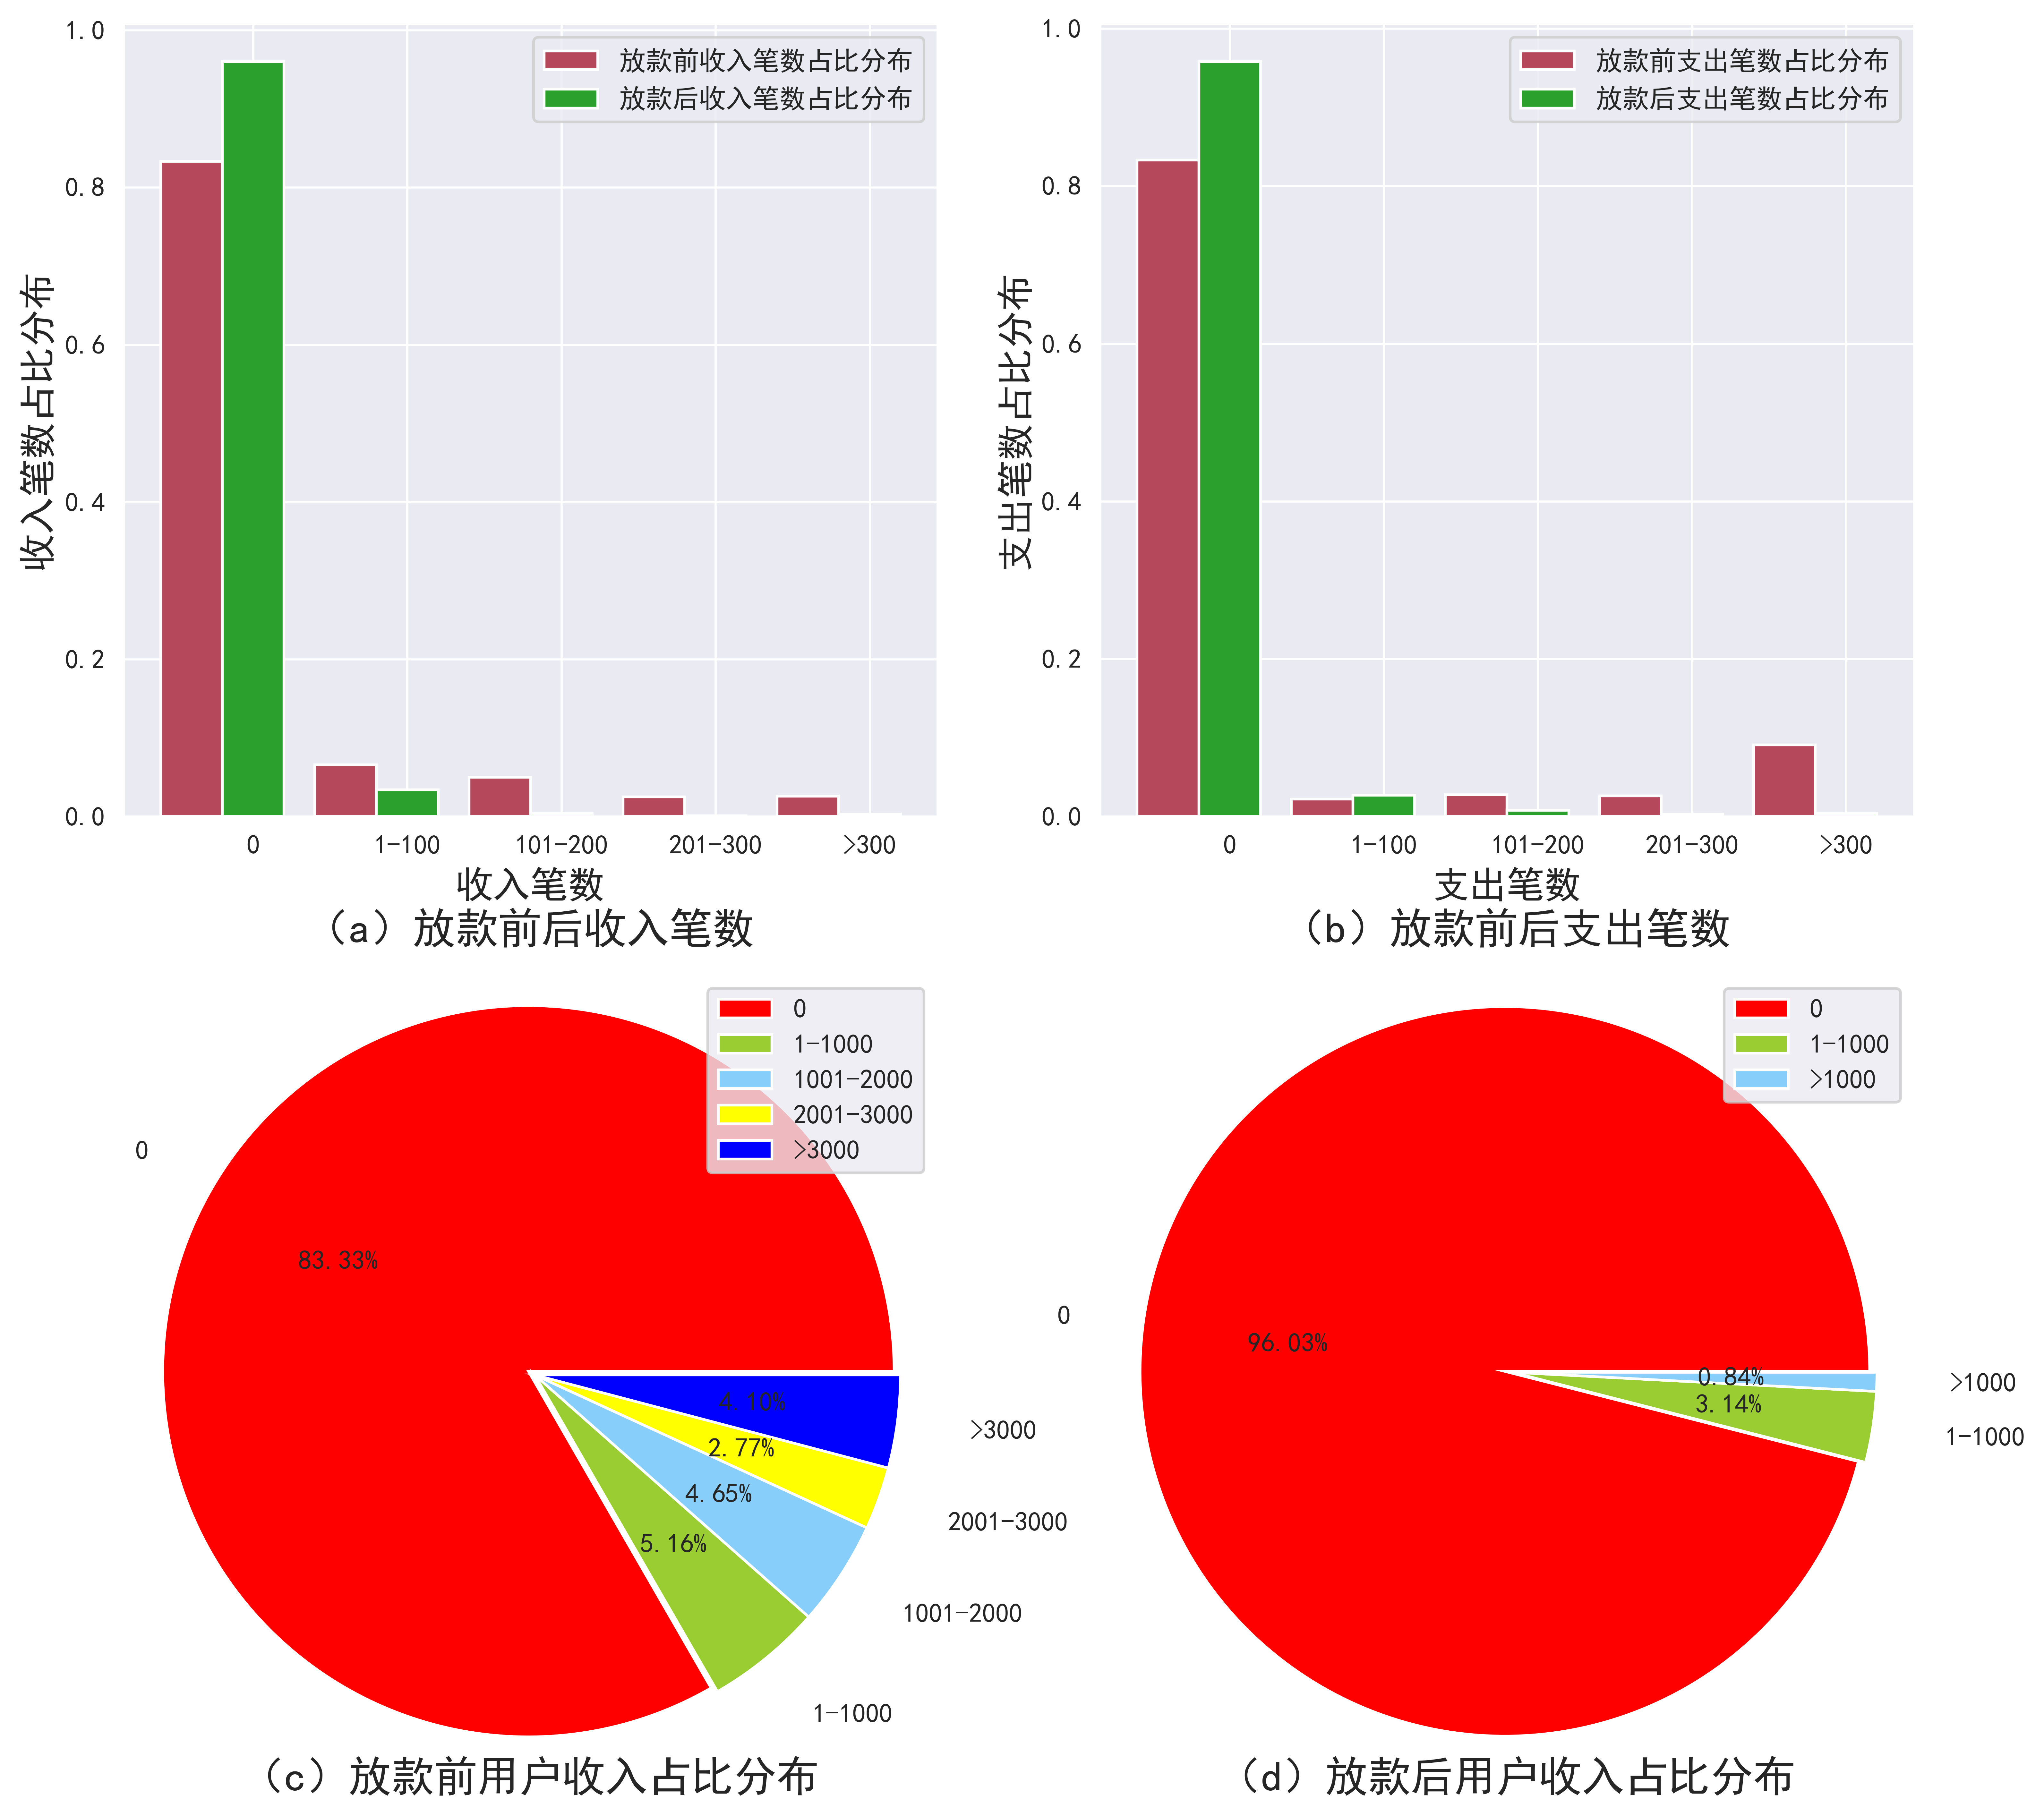 1.0
0.8
0.6
0.4
0.2
0.0
收入笔数占比分布
放款前收入笔数占比分布
放款后收入笔数占比分布
0 1-100 101-200 201-300 >300
收入笔数
（a）放款前后收入笔数
1.0
0.8
0.6
0.4
0.2
0.0
支出笔数占比分布
放款前支出笔数占比分布
放款后支出笔数占比分布
0 1-100 101-200 201-300 >300
支出笔数
（b）放款前后支出笔数
0
1-1000
1001-2000
2001-3000
>3000
0
83.33%
4.10%
>3000
2.77%
4.65%
2001-3000
5.16%
1001-2000
1-1000
（c）放款前用户收入占比分布
0
1-1000
>1000
0
96.03%
0.84%
>1000
3.14%
1-1000
（d）放款后用户收入占比分布